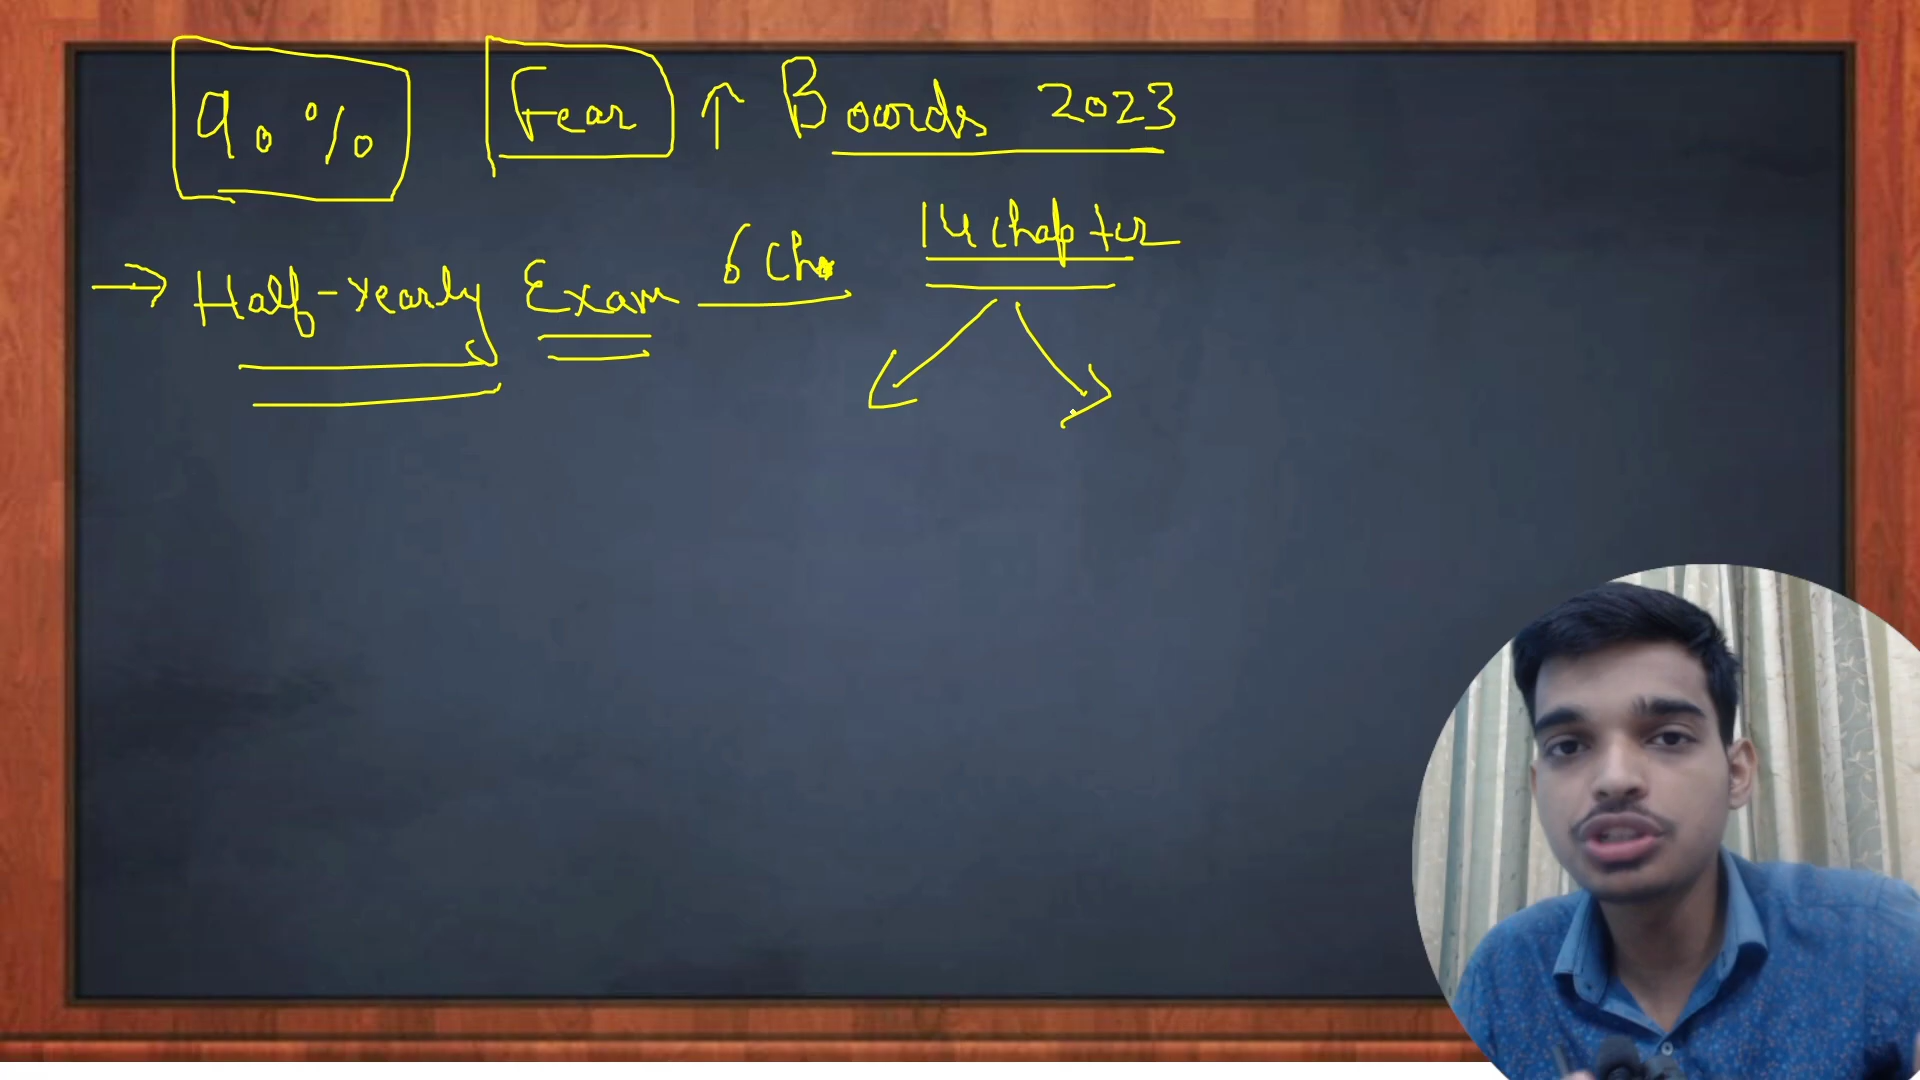 90% Fear ↑ Boards 2023
14 chapter
→ Half-yearly Exam 6 Ch.